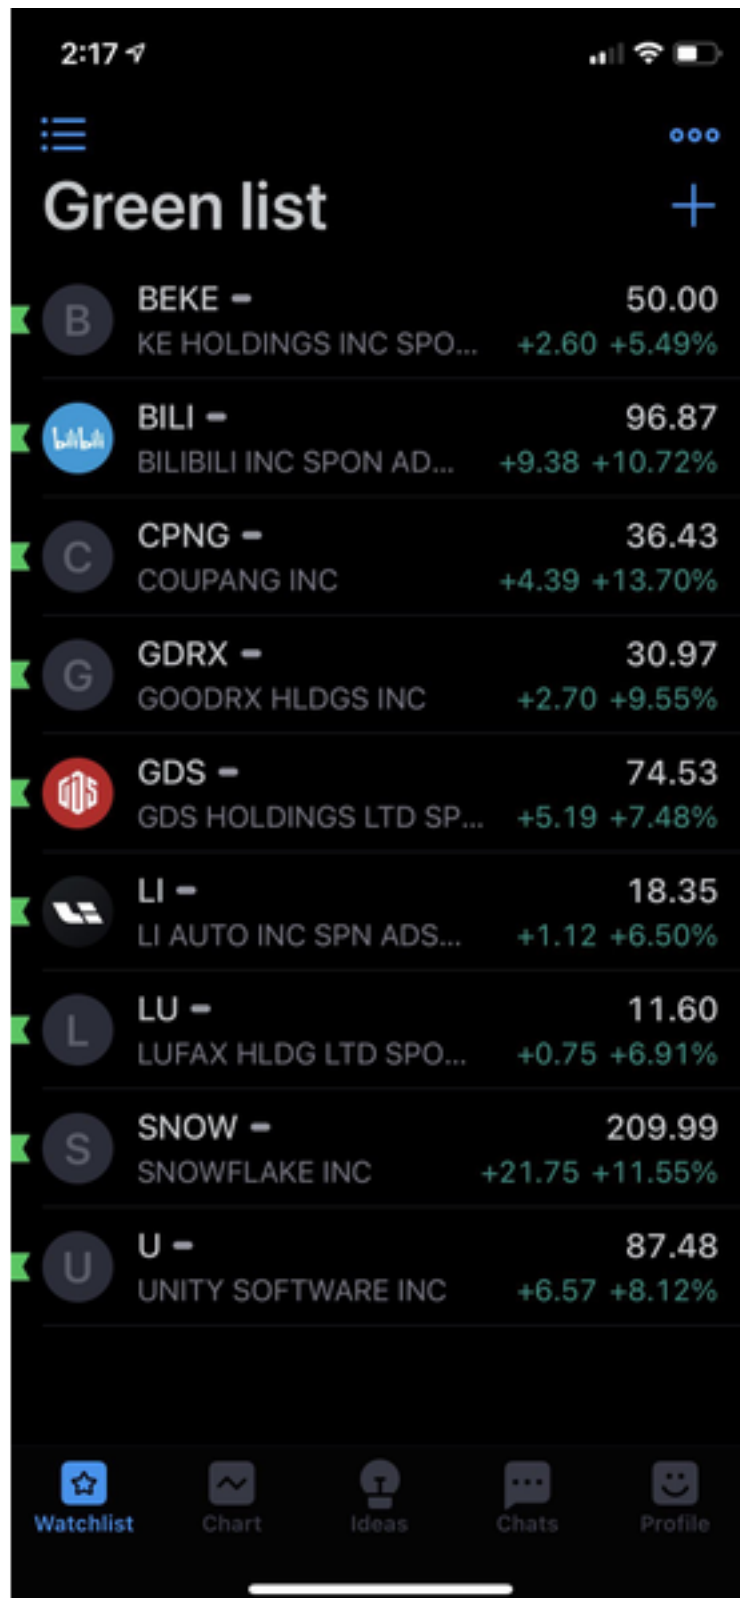 2:17
Green list
B
BEKE
50.00
KE HOLDINGS INC SPO...
+2.60 +5.49%
bilibili
BILI
96.87
BILIBILI INC SPON AD...
+9.38 +10.72%
C
CPNG
36.43
COUPANG INC
+4.39 +13.70%
G
GDRX
30.97
GOODRX HLDGS INC
+2.70 +9.55%
GDS
GDS
74.53
GDS HOLDINGS LTD SP...
+5.19 +7.48%
LI
18.35
LI AUTO INC SPN ADS...
+1.12 +6.50%
L
LU
11.60
LUFAX HLDG LTD SPO...
+0.75 +6.91%
S
SNOW
209.99
SNOWFLAKE INC
+21.75 +11.55%
U
U
87.48
UNITY SOFTWARE INC
+6.57 +8.12%
Watchlist
Chart
Ideas
Chats
Profile